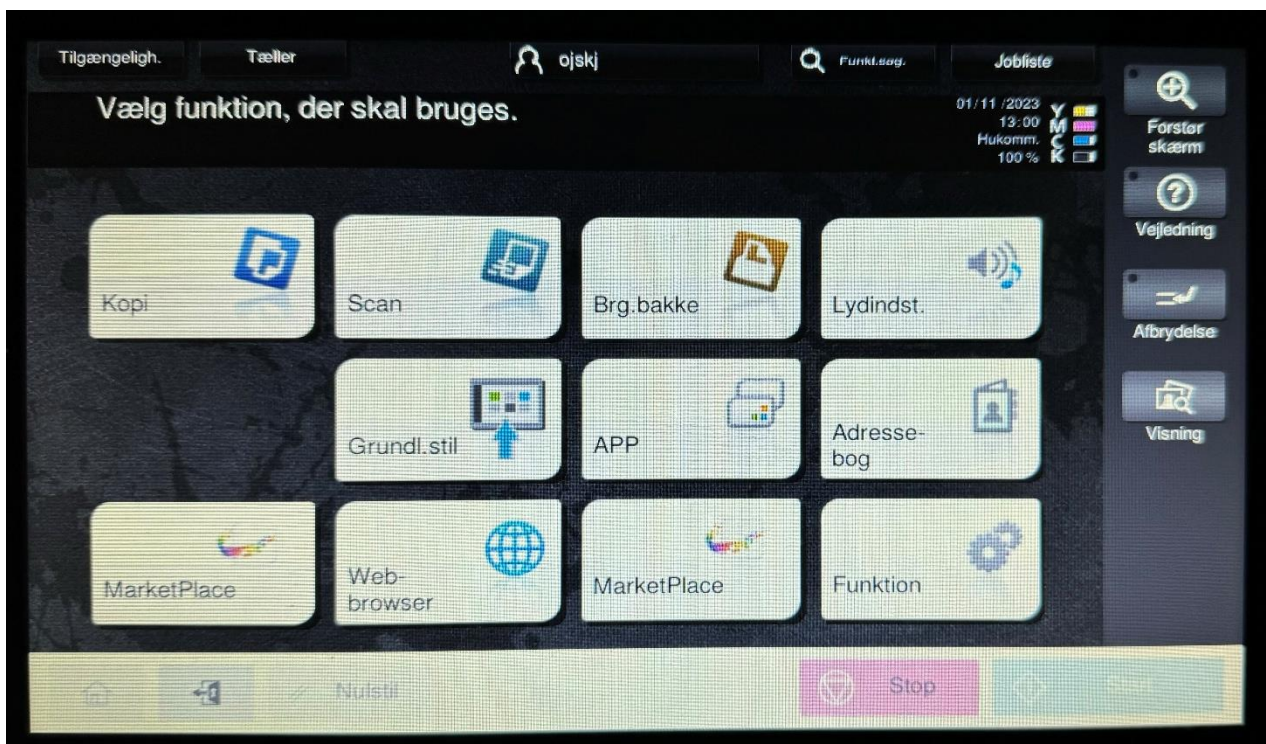 Tilgængeligh.
Tæller
ojskj
Funkt.søg.
Jobliste
Vælg funktion, der skal bruges.
01/11/2023
13:00
Hukomm.
100 %
Y
M
C
K
Forstør
skærm
Vejledning
Afbrydelse
Visning
Kopi
Scan
Brg.bakke
Lydindst.
Grundl.stil
APP
Adresse-
bog
MarketPlace
Web-
browser
MarketPlace
Funktion
Nulstil
Stop
Start